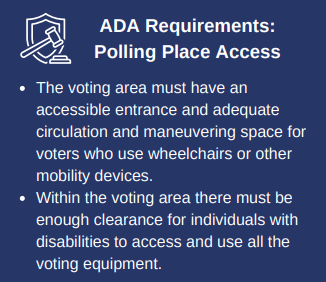 ADA Requirements:
Polling Place Access
• The voting area must have an
accessible entrance and adequate
circulation and maneuvering space for
voters who use wheelchairs or other
mobility devices.
• Within the voting area there must be
enough clearance for individuals with
disabilities to access and use all the
voting equipment.